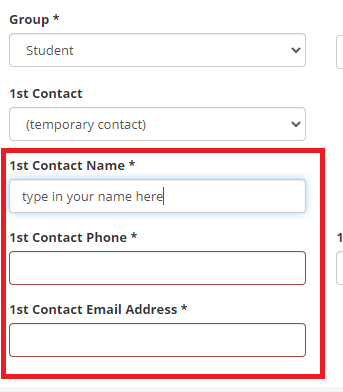 Group *
Student
1st Contact
(temporary contact)
1st Contact Name *
type in your name here
1st Contact Phone *
1
1st Contact Email Address *